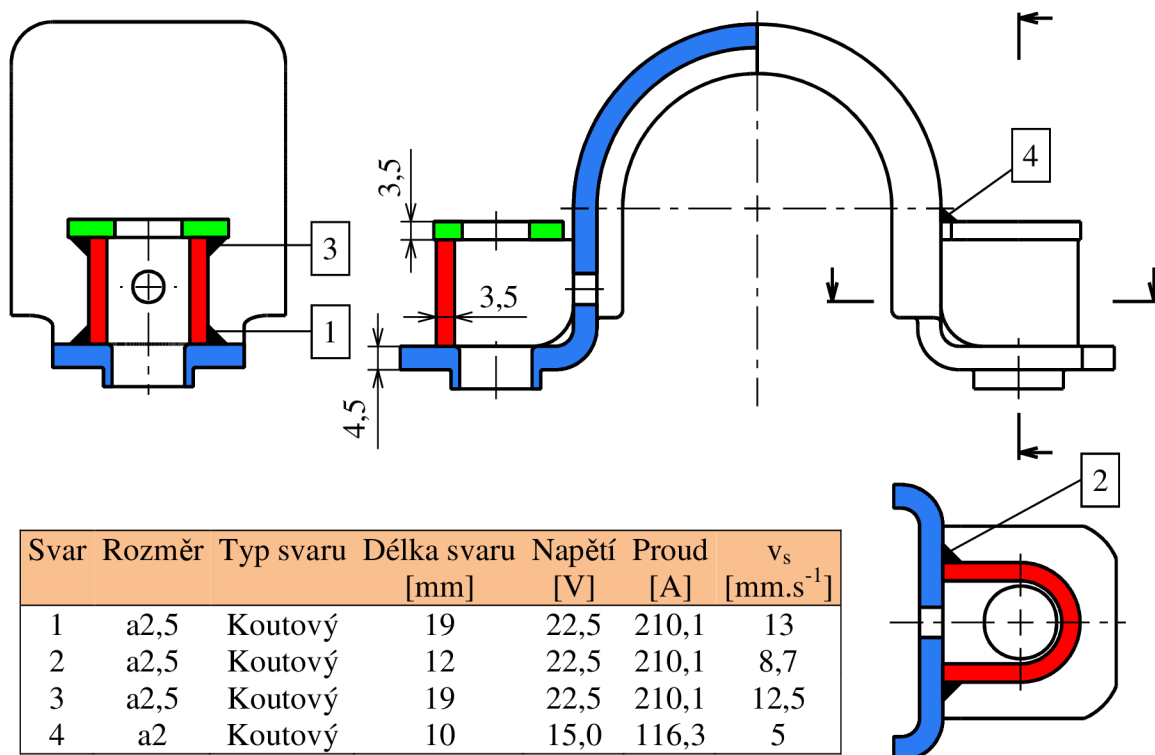 4
3,5
3
3,5
1
4,5
2
Svar Rozměr Typ svaru Délka svaru Napětí Proud vₛ
[mm] [V] [A] [mm.s⁻¹]
1 a2,5 Koutový 19 22,5 210,1 13
2 a2,5 Koutový 12 22,5 210,1 8,7
3 a2,5 Koutový 19 22,5 210,1 12,5
4 a2 Koutový 10 15,0 116,3 5